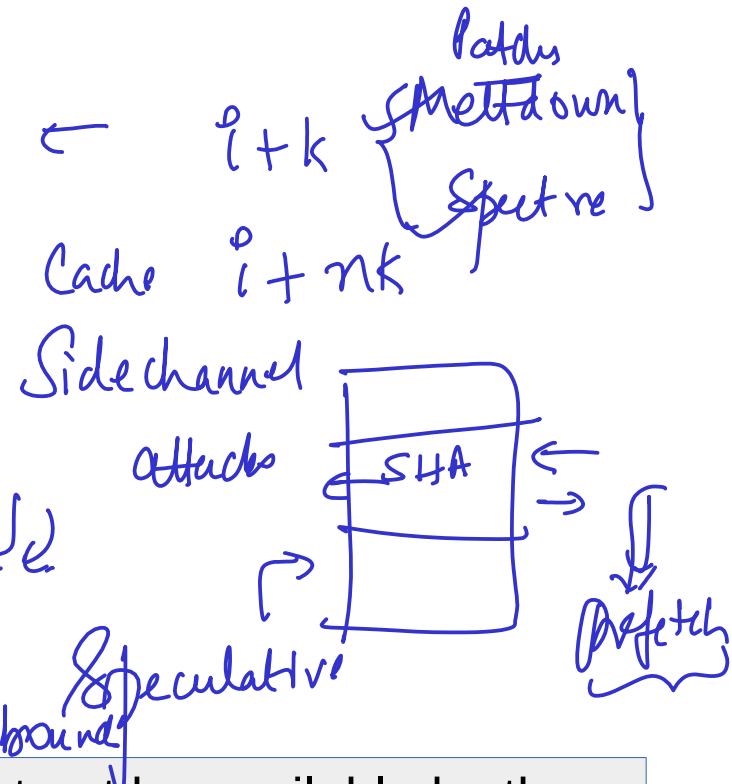 Patches
← i+k Meltdown
Spectre
Cache i+nk
Sidechannel
attacks
SHA
prefetch
Speculative
bound